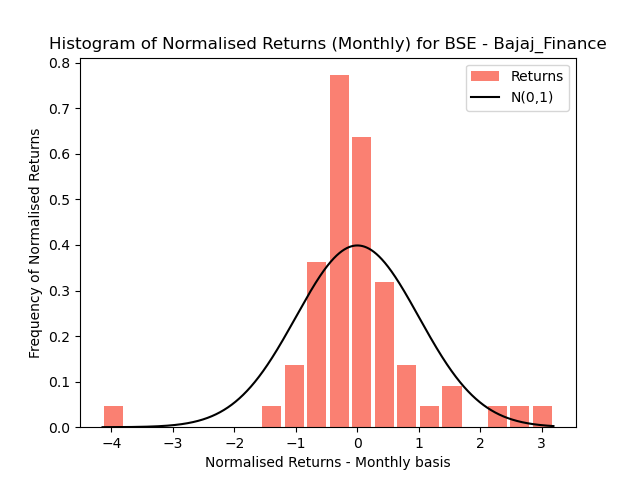 Histogram of Normalised Returns (Monthly) for BSE - Bajaj_Finance
Returns
N(0,1)
Frequency of Normalised Returns
0.8
0.7
0.6
0.5
0.4
0.3
0.2
0.1
0.0
−4 −3 −2 −1 0 1 2 3
Normalised Returns - Monthly basis